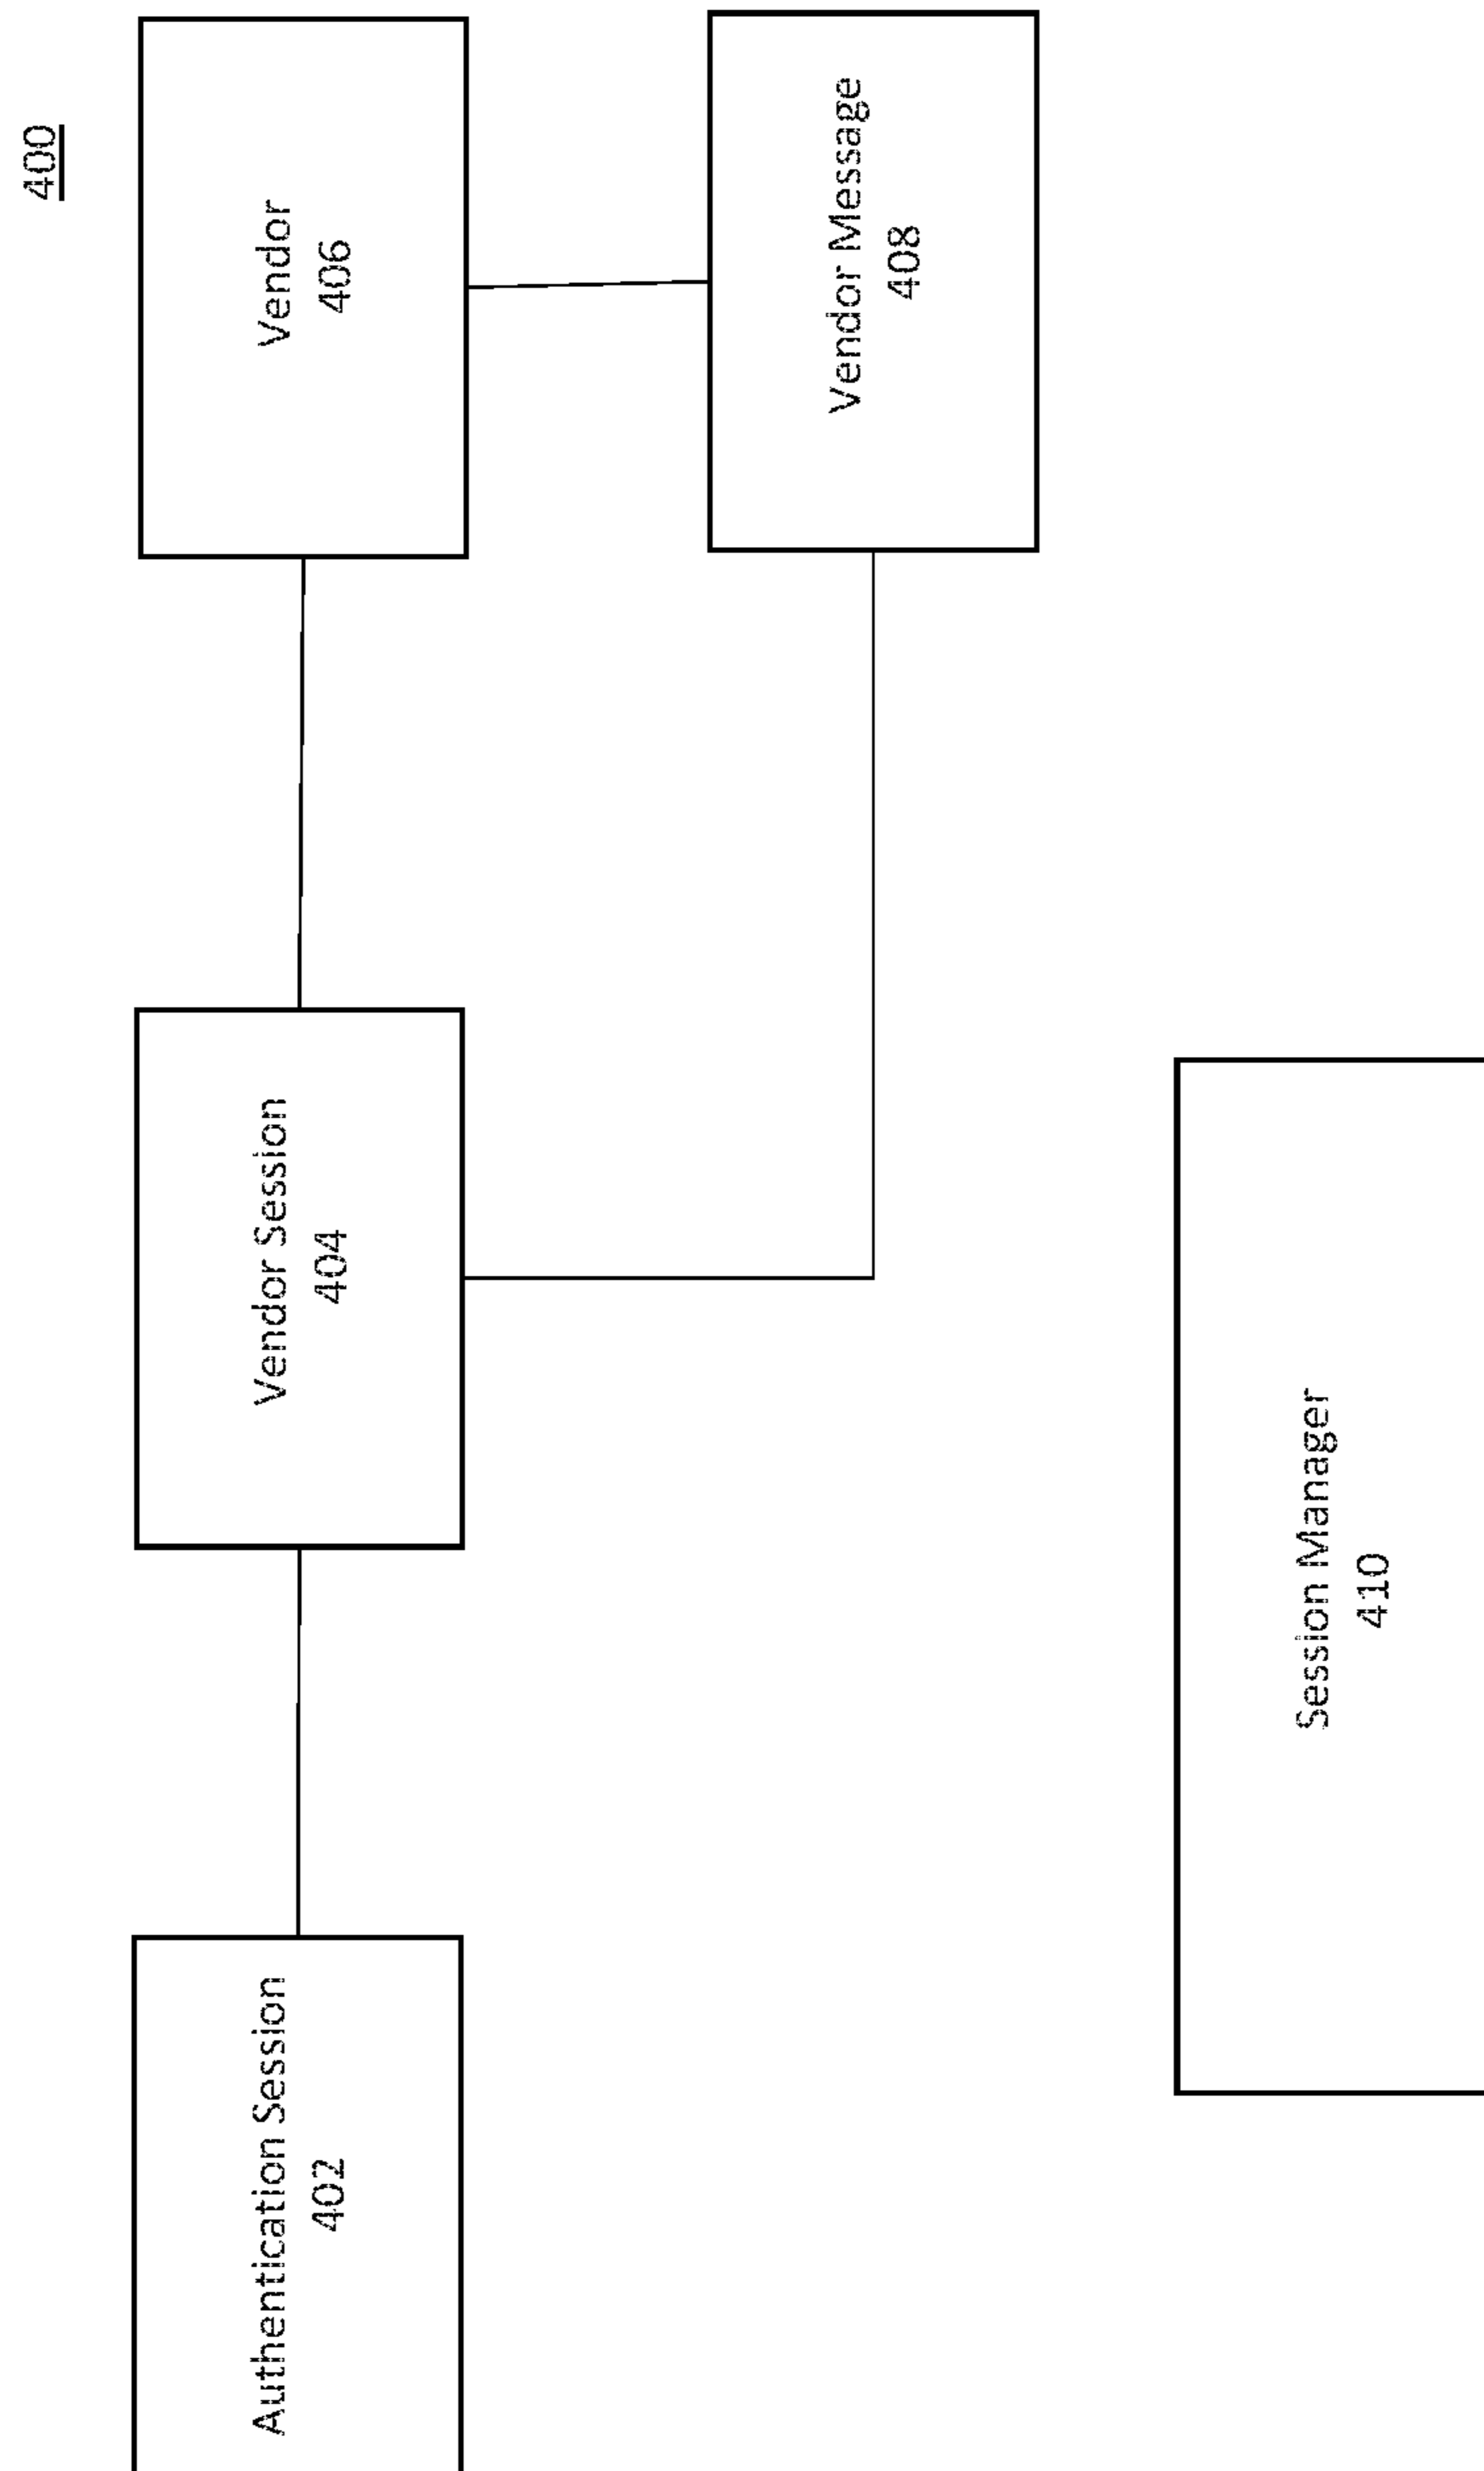 400
Authentication Session
402
Vendor Session
404
Vendor
406
Vendor Message
408
Session Manager
410